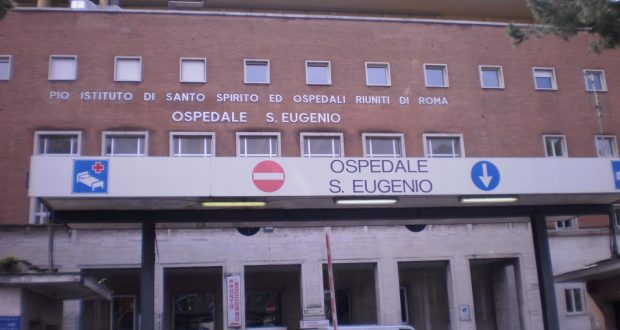 PIO ISTITUTO DI SANTO SPIRITO ED OSPEDALI RIUNITI DI ROMA
OSPEDALE S. EUGENIO
OSPEDALE
S. EUGENIO